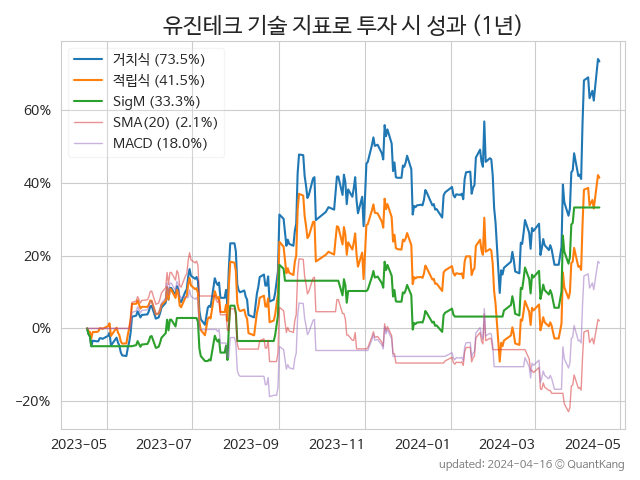 유진테크 기술 지표로 투자 시 성과 (1년)
거치식 (73.5%)
적립식 (41.5%)
SigM (33.3%)
SMA(20) (2.1%)
MACD (18.0%)
60%
40%
20%
0%
−20%
2023−05 2023−07 2023−09 2023−11 2024−01 2024−03 2024−05
updated: 2024−04−16 © QuantKang